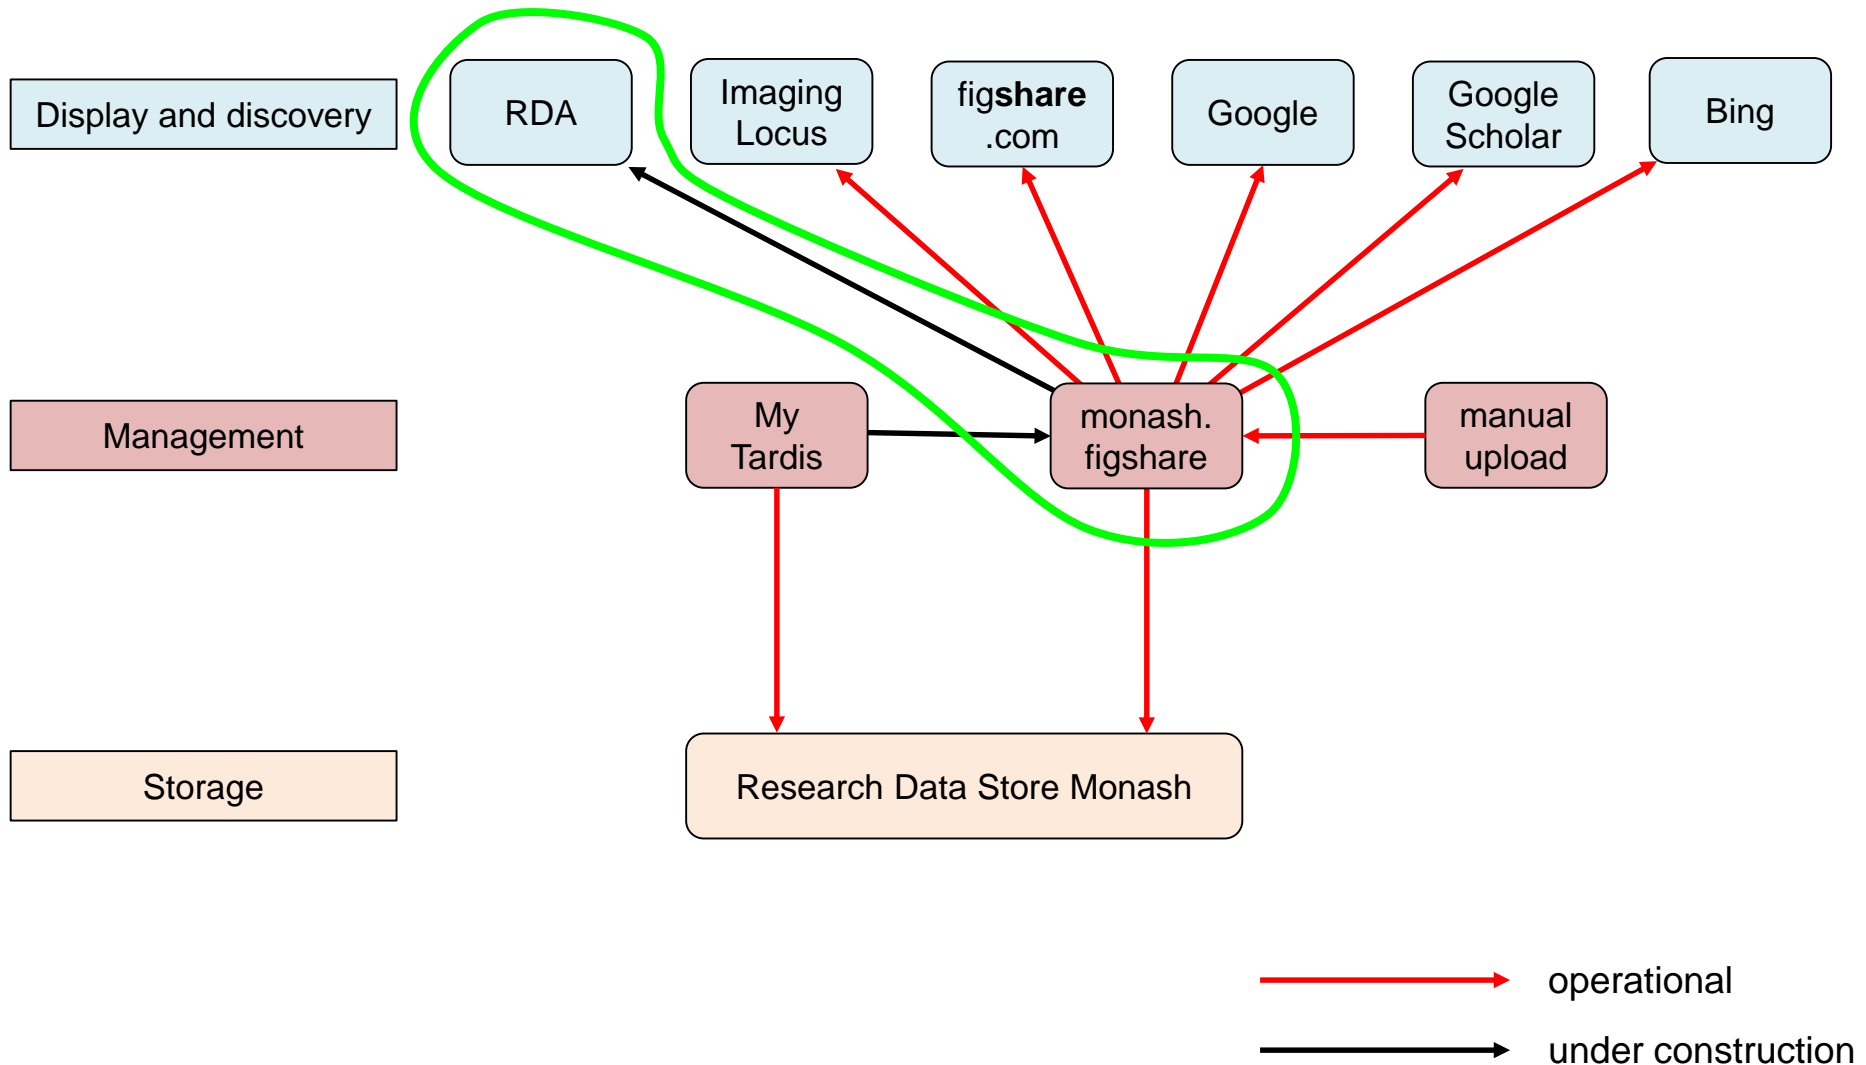 Display and discovery
RDA
Imaging
Locus
figshare
.com
Google
Google
Scholar
Bing
Management
My
Tardis
monash.
figshare
manual
upload
Storage
Research Data Store Monash
operational
under construction